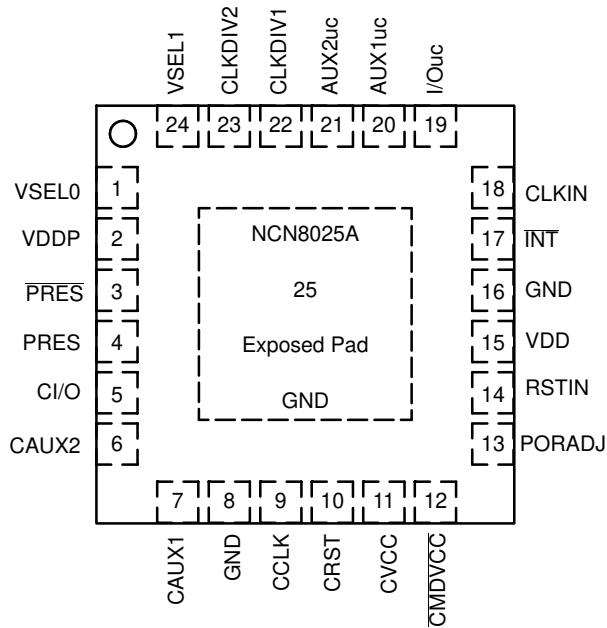 VSEL1
CLKDIV2
CLKDIV1
AUX2uc
AUX1uc
I/Ouc
24
23
22
21
20
19
VSEL0
1
VDDP
2
PRES
3
PRES
4
CI/O
5
CAUX2
6
NCN8025A
25
Exposed Pad
GND
18
CLKIN
17
INT
16
GND
15
VDD
14
RSTIN
13
PORADJ
7
8
9
10
11
12
CAUX1
GND
CCLK
CRST
CVCC
CMDVCC